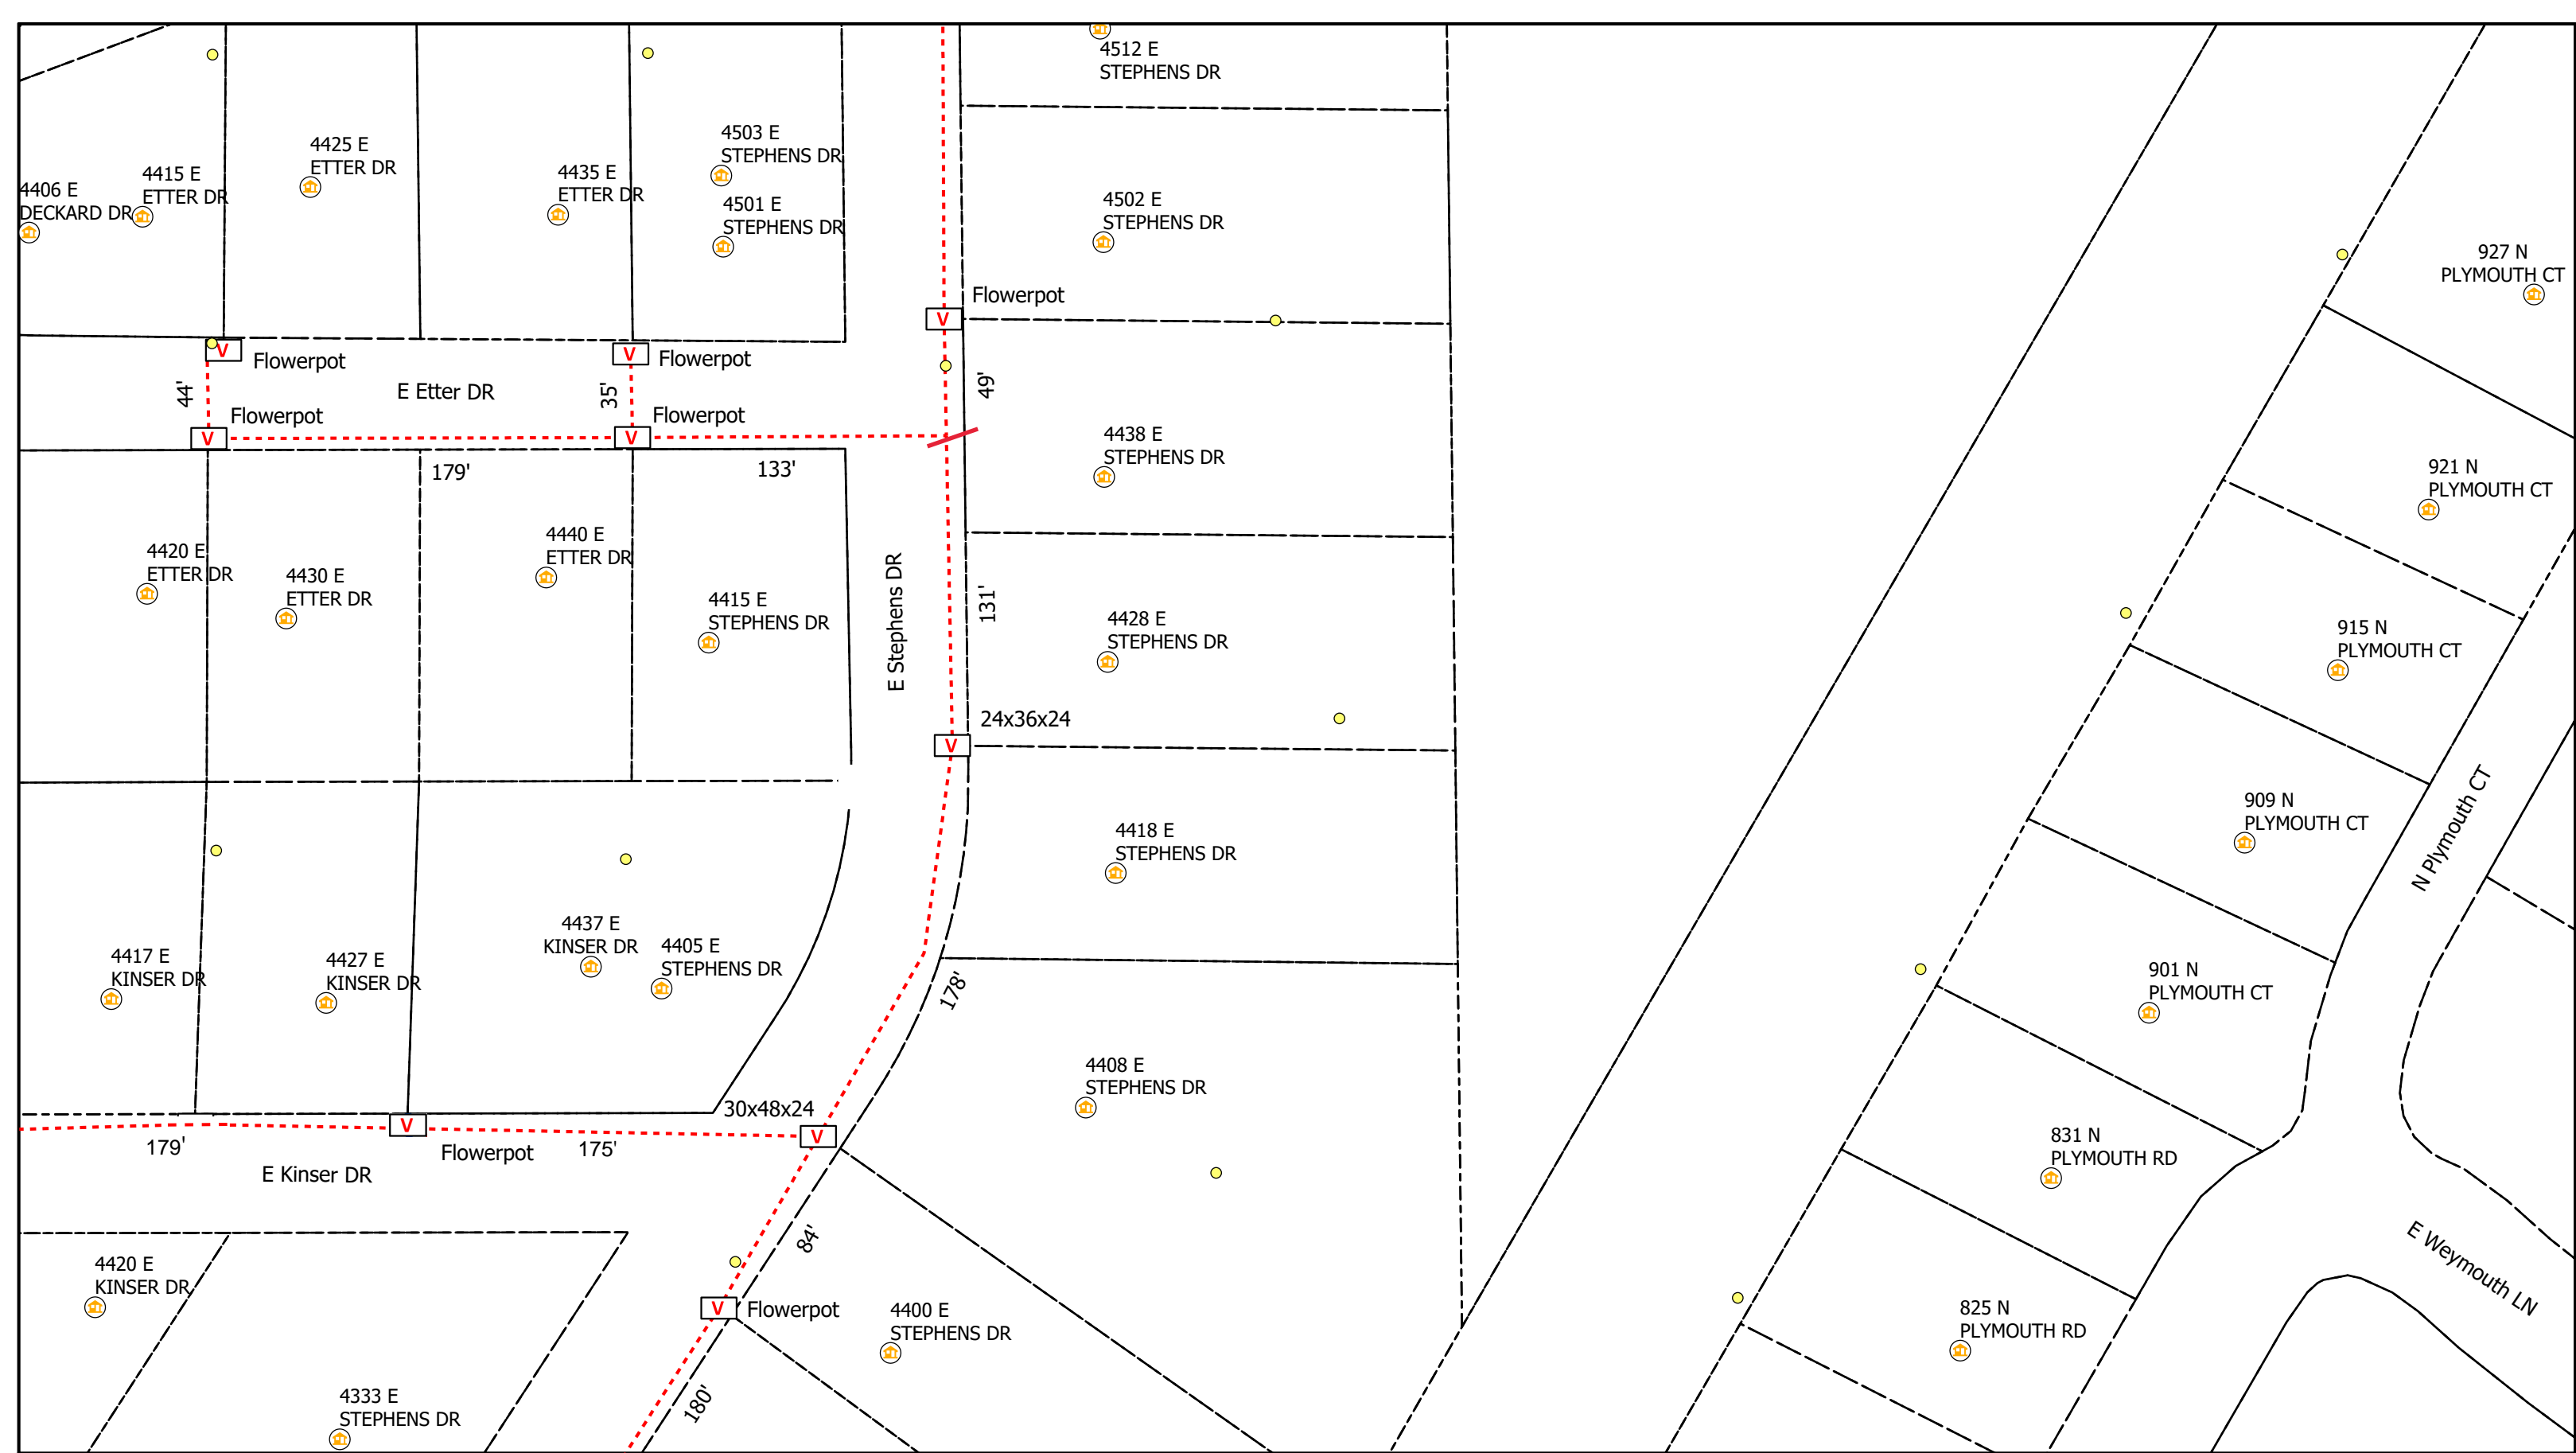 4512 E
STEPHENS DR
4503 E
STEPHENS DR
4425 E
ETTER DR
4415 E
ETTER DR
4435 E
ETTER DR
4406 E
DECKARD DR
4501 E
STEPHENS DR
4502 E
STEPHENS DR
927 N
PLYMOUTH CT
V
Flowerpot
V
Flowerpot
V
Flowerpot
44'
E Etter DR
35'
49'
V
Flowerpot
V
Flowerpot
179'
133'
4438 E
STEPHENS DR
921 N
PLYMOUTH CT
4420 E
ETTER DR
4430 E
ETTER DR
4440 E
ETTER DR
4415 E
STEPHENS DR
E Stephens DR
131'
4428 E
STEPHENS DR
915 N
PLYMOUTH CT
24x36x24
V
909 N
PLYMOUTH CT
N Plymouth CT
4418 E
STEPHENS DR
4417 E
KINSER DR
4427 E
KINSER DR
4437 E
KINSER DR
4405 E
STEPHENS DR
178'
901 N
PLYMOUTH CT
4408 E
STEPHENS DR
30x48x24
V
V
179'
Flowerpot
175'
E Kinser DR
831 N
PLYMOUTH RD
84'
E Weymouth LN
4420 E
KINSER DR
V
Flowerpot
4400 E
STEPHENS DR
825 N
PLYMOUTH RD
180'
4333 E
STEPHENS DR